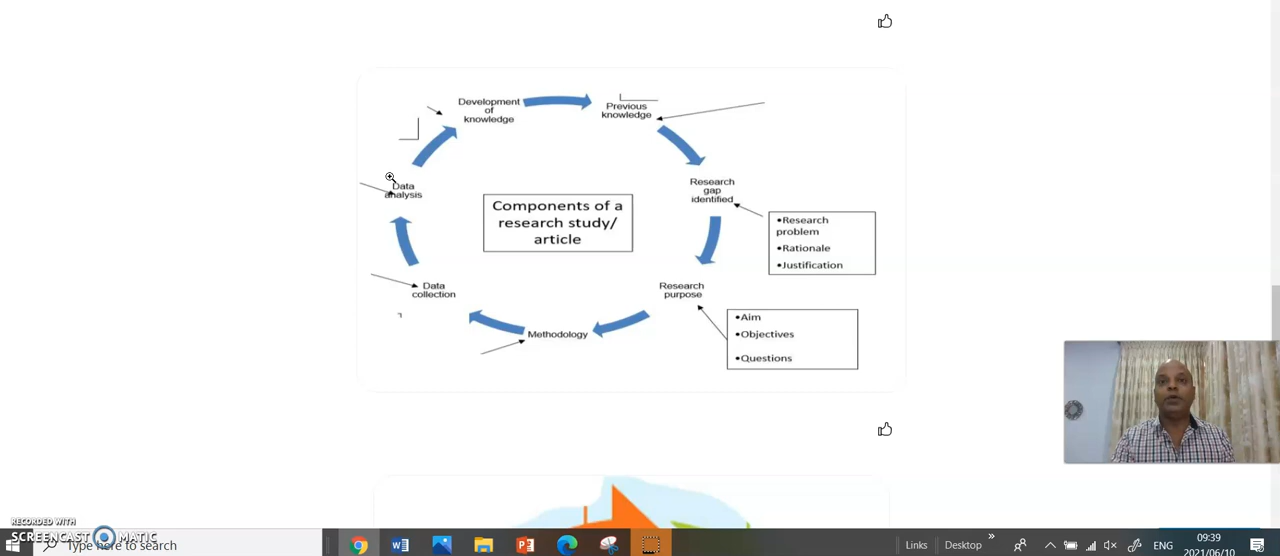 Development
of
knowledge
Previous
knowledge
Data
analysis
Research
gap
identified
Components of a
research study/
article
•Research
problem
•Rationale
•Justification
Data
collection
Research
purpose
Methodology
•Aim
•Objectives
•Questions
RECORDED WITH
SCREENCAST MATIC
Type here to search
Links
Desktop
»
ENG
09:39
2021/06/10